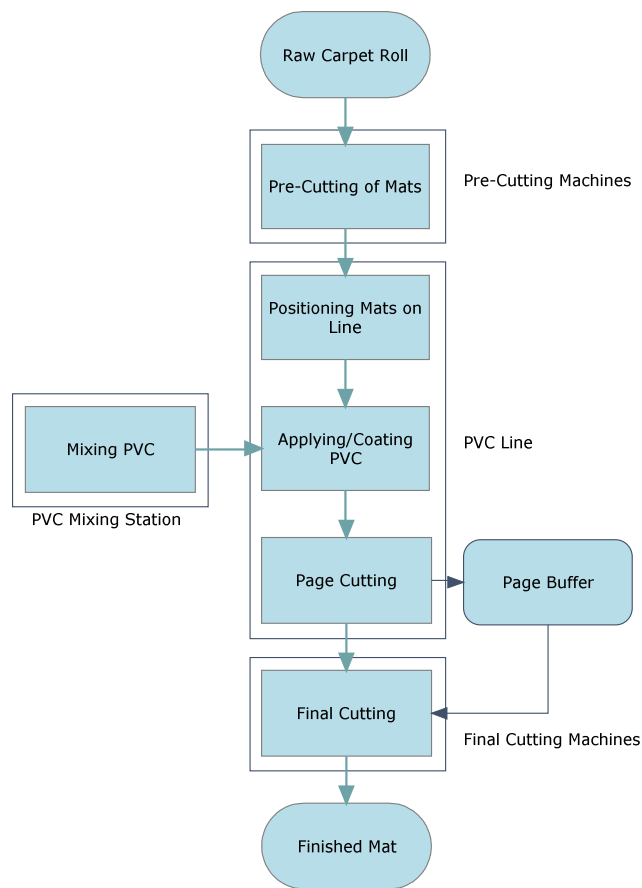 Raw Carpet Roll
Pre-Cutting of Mats
Pre-Cutting Machines
Positioning Mats on
Line
Mixing PVC
PVC Mixing Station
Applying/Coating
PVC
PVC Line
Page Cutting
Page Buffer
Final Cutting
Final Cutting Machines
Finished Mat